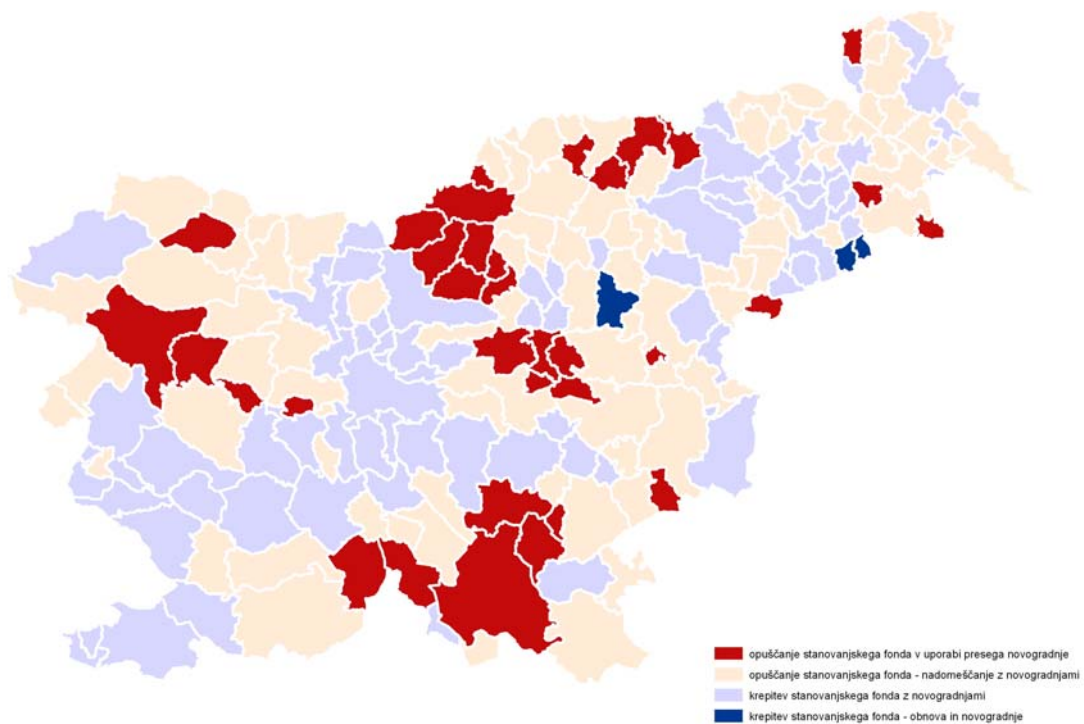 opuščanje stanovanjskega fonda v uporabi presega novogradnje
opuščanje stanovanjskega fonda - nadomeščanje z novogradnjami
krepitev stanovanjskega fonda z novogradnjami
krepitev stanovanjskega fonda - obnova in novogradnje